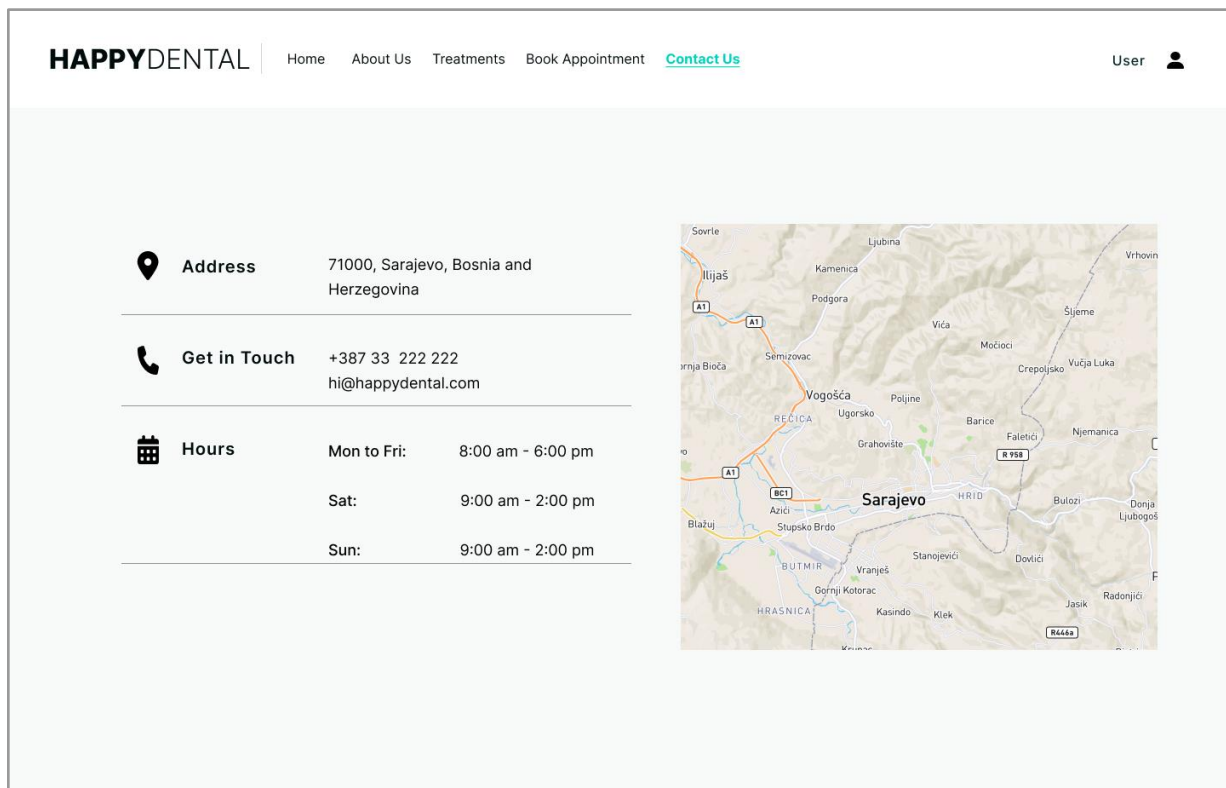 HAPPYDENTAL
Home About Us Treatments Book Appointment Contact Us
User
Address
71000, Sarajevo, Bosnia and
Herzegovina
Get in Touch
+387 33 222 222
hi@happydental.com
Hours
Mon to Fri: 8:00 am - 6:00 pm
Sat: 9:00 am - 2:00 pm
Sun: 9:00 am - 2:00 pm
Sovrle
Ljubina
Ilijaš
Kamenica
Podgora
A1
A1
Vija
Šljeme
Močioci
Semizovac
Crepoljsko
Vučja Luka
Vogošća
Poljine
REČICA
Ugorsko
Barice
Grahovište
Faletići
Njemanica
R 958
A1
BC1
Sarajevo
HRID
Bulozi
Donja
Azići
Blažuj
Stupsko Brdo
BUTMIR
Stanojevići
Dovlići
Vranješ
Gornji Kotorac
Radonjići
Jasik
HRASNICA
Kasindo
Klek
R446a